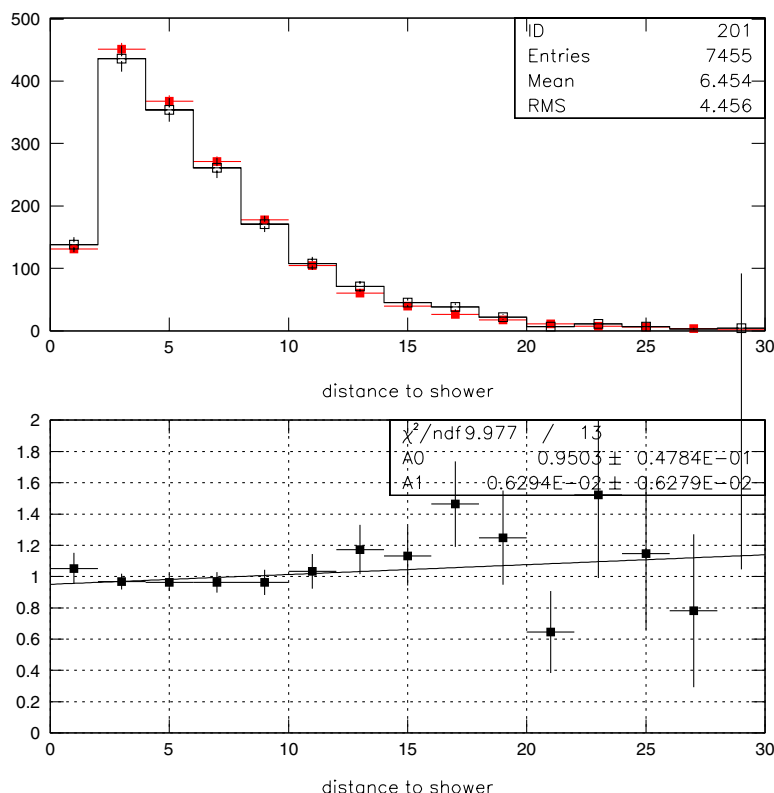 500
400
300
200
100
0
ID 201
Entries 7455
Mean 6.454
RMS 4.456
0 5 10 15 20 25 30
distance to shower
2
1.8
1.6
1.4
1.2
1
0.8
0.6
0.4
0.2
0
χ²/ndf 9.977 / 13
A0 0.9503 ± 0.4784E-01
A1 0.6294E-02 ± 0.6279E-02
0 5 10 15 20 25 30
distance to shower